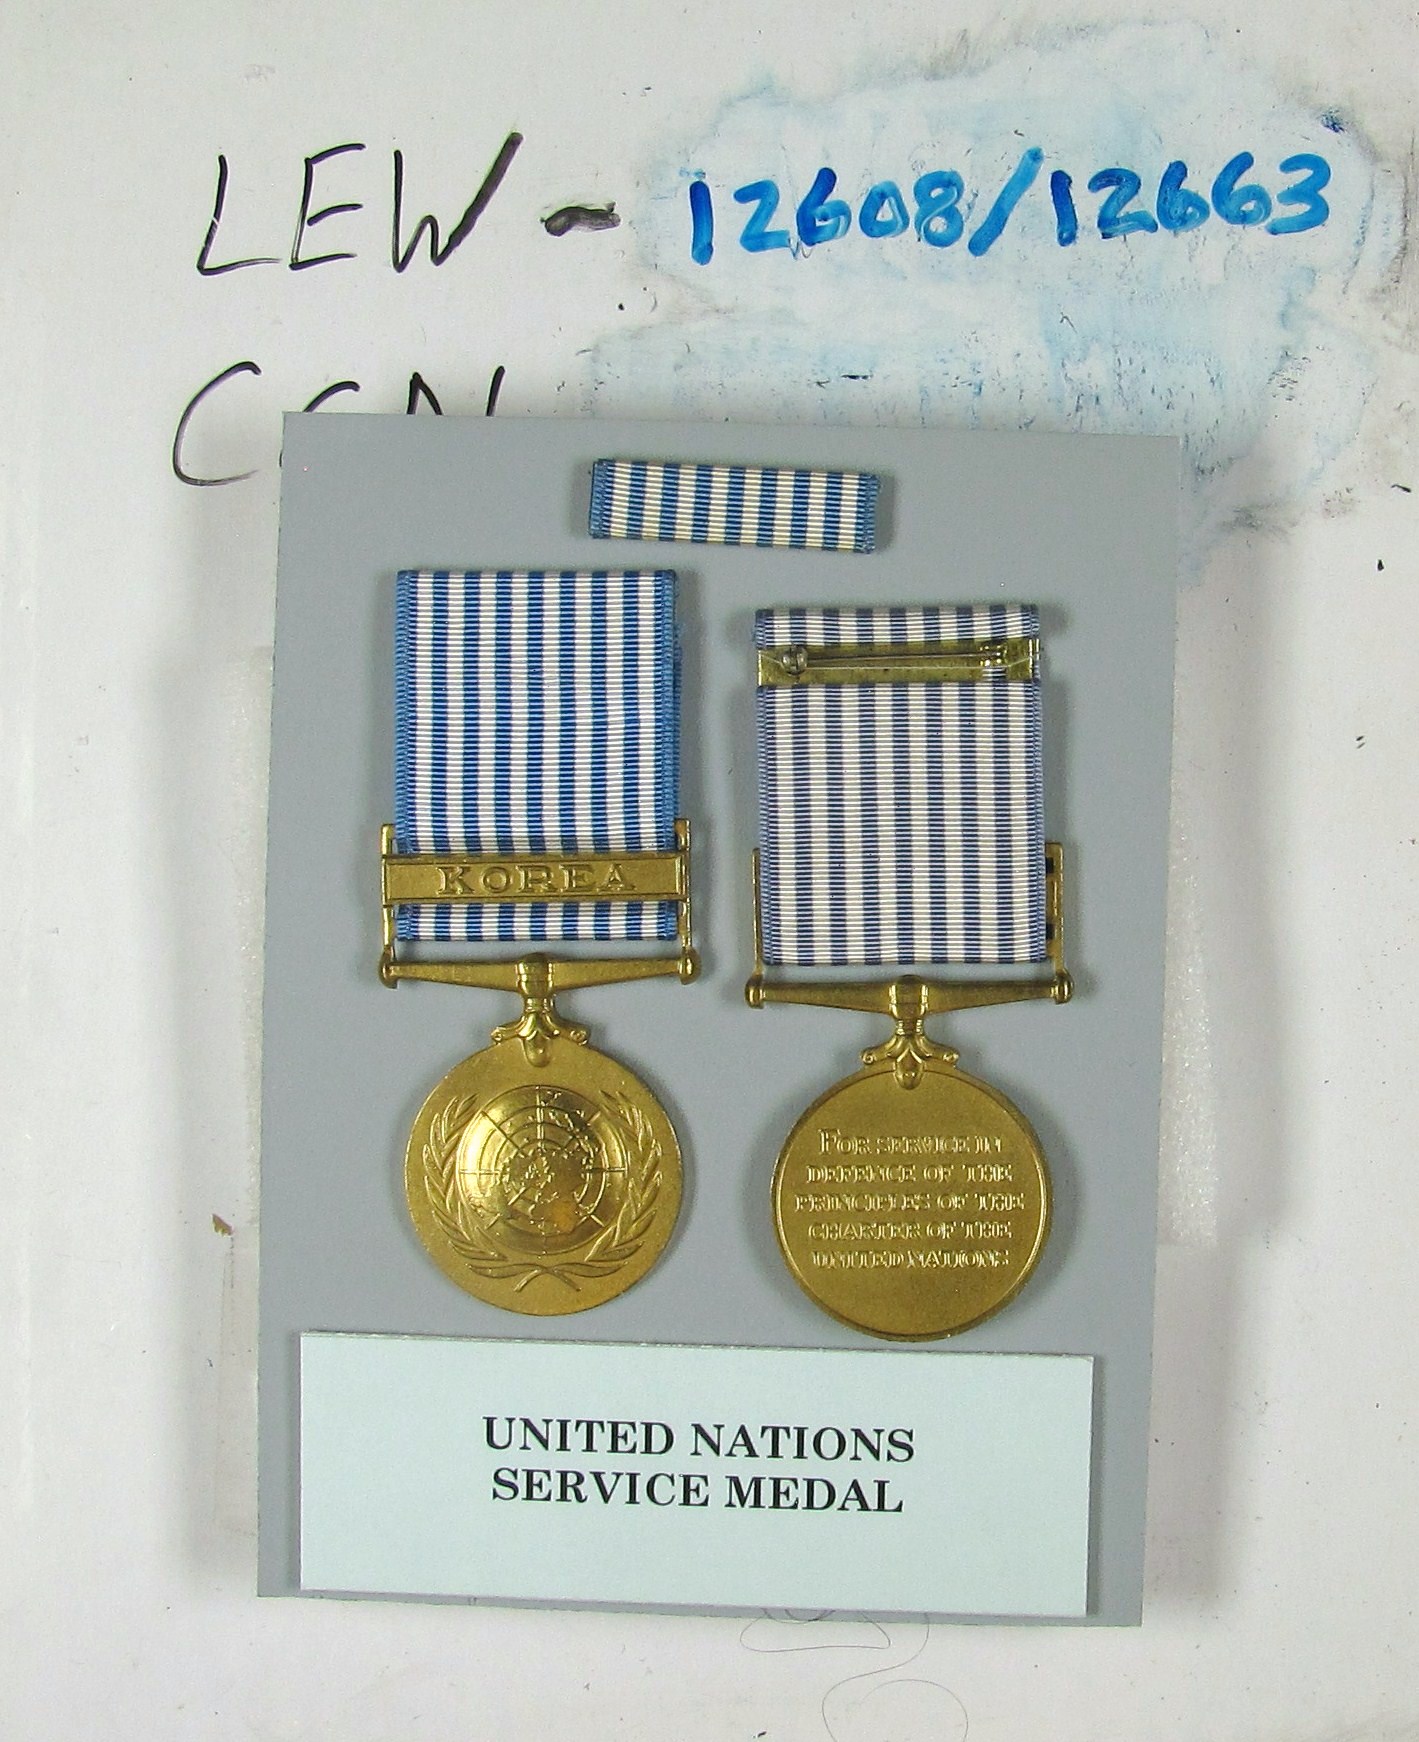 LEW - 12608/12663
KOREA
FOR SERVICE IN
DEFENCE OF THE
PRINCIPLES OF THE
CHARTER OF THE
UNITED NATIONS
UNITED NATIONS
SERVICE MEDAL